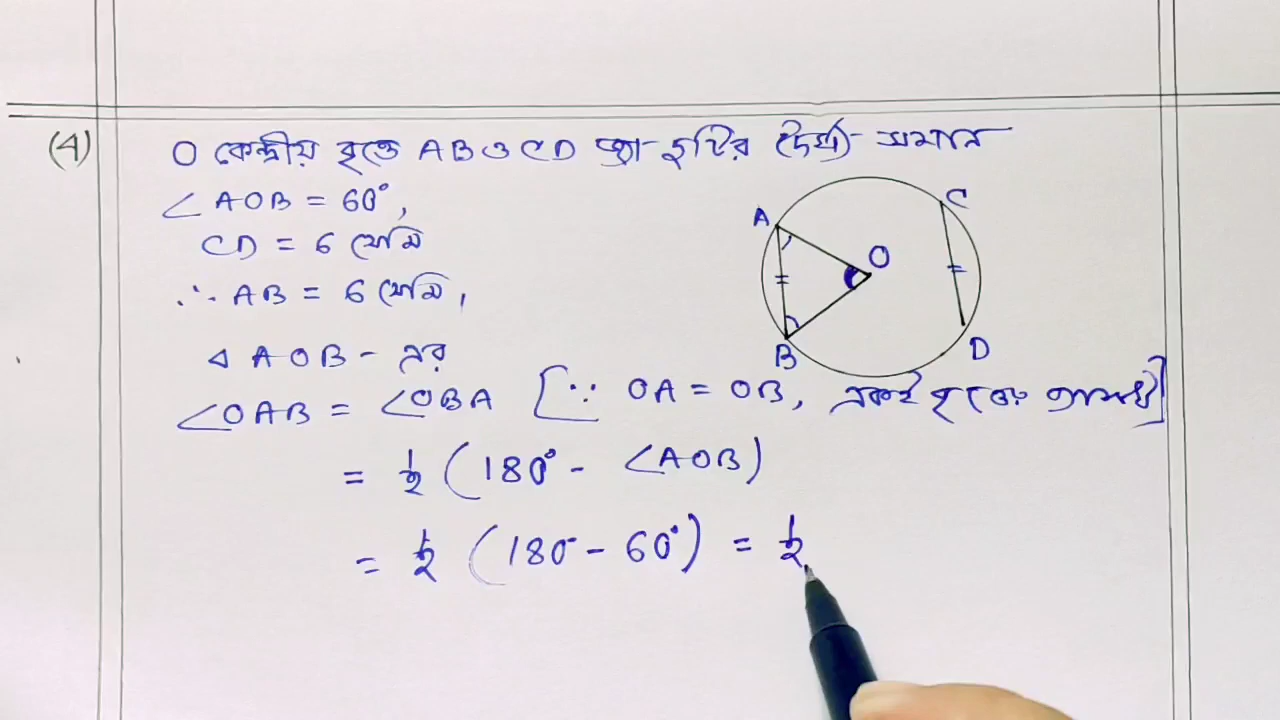 (4) O কেন্দ্রীয় বৃত্তে AB ও CD জ্যা দুটির দৈর্ঘ্য সমান
∠AOB = 60°,
CD = 6 সেমি
∴ AB = 6 সেমি,
△ AOB - এর
∠OAB = ∠OBA [∵ OA = OB, একই বৃত্তের ব্যাসার্ধ]
= 1/2 (180° - ∠AOB)
= 1/2 (180° - 60°) = 1/2
A
B
C
D
O